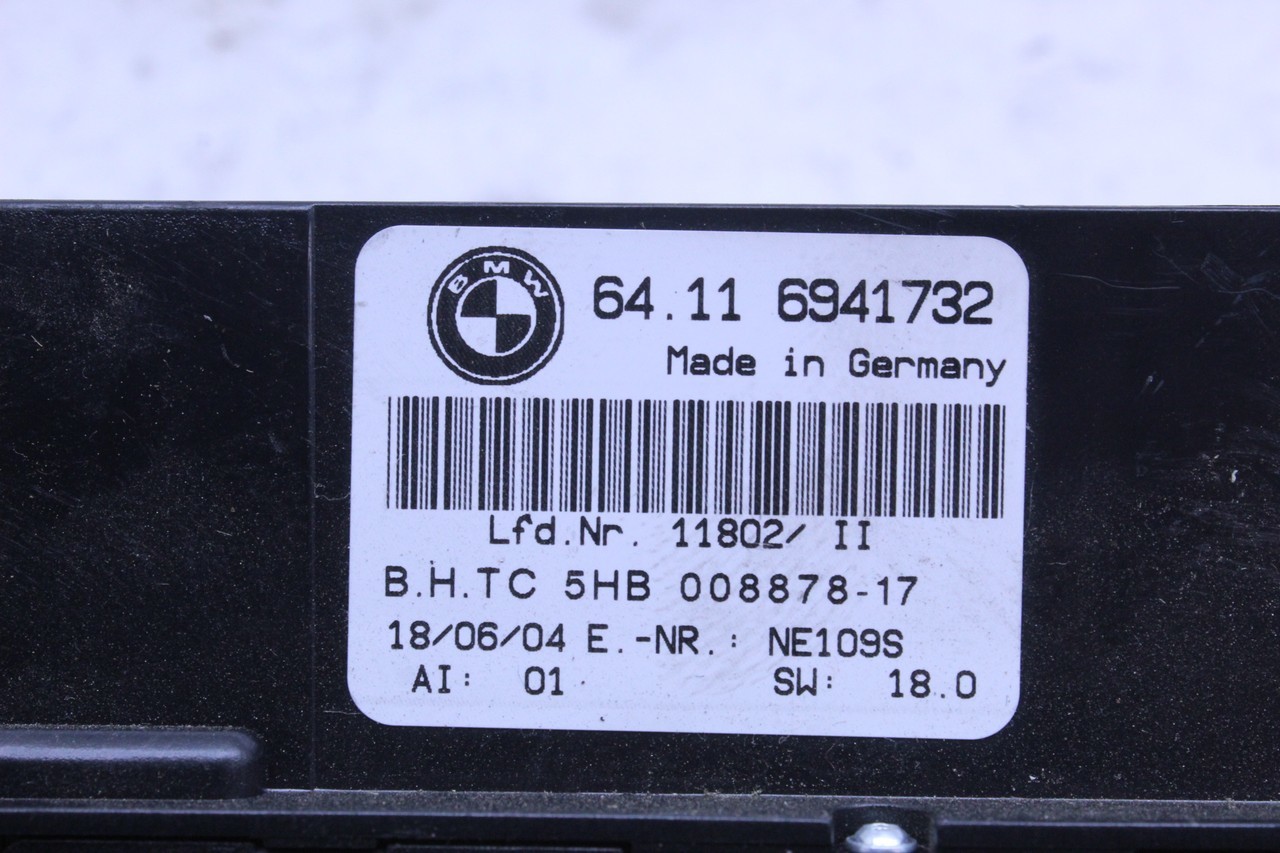 BMW
64.11 6941732
Made in Germany
Lfd.Nr. 11802/ II
B.H.TC 5HB 008878-17
18/06/04 E.-NR.: NE109S
AI: 01 SW: 18.0